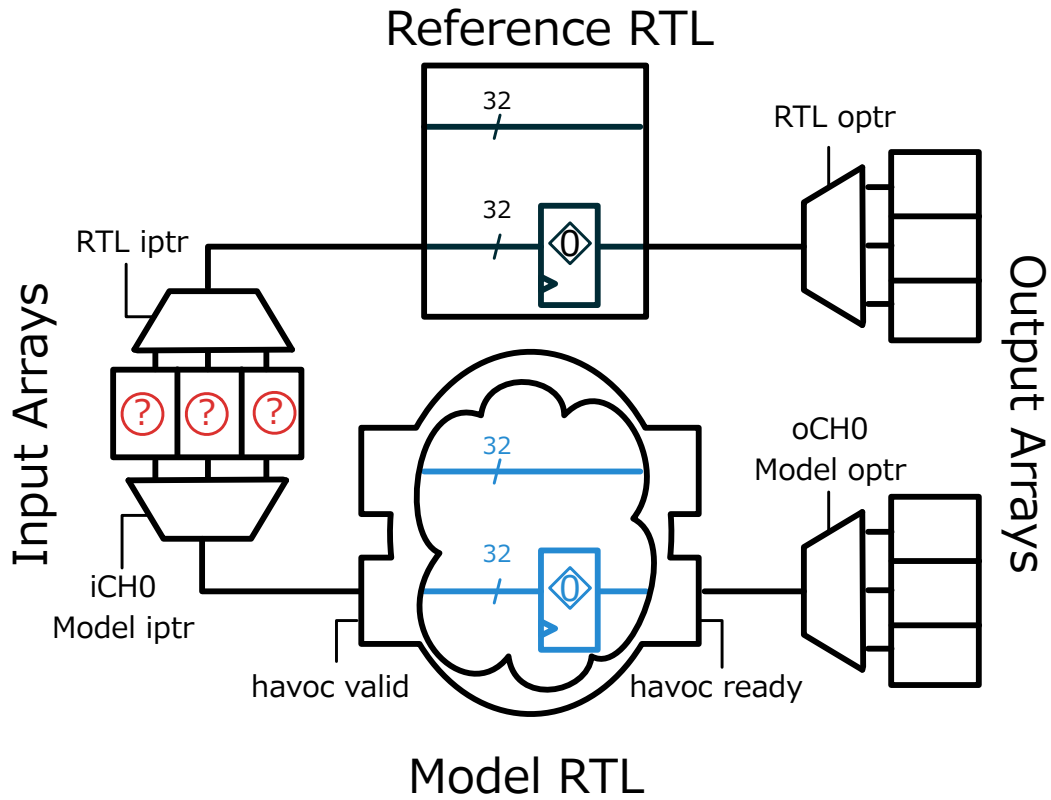 Reference RTL
32
RTL optr
32
0
RTL iptr
Input Arrays
Output Arrays
? ? ?
oCH0
Model optr
32
32
0
iCH0
Model iptr
havoc valid
havoc ready
Model RTL